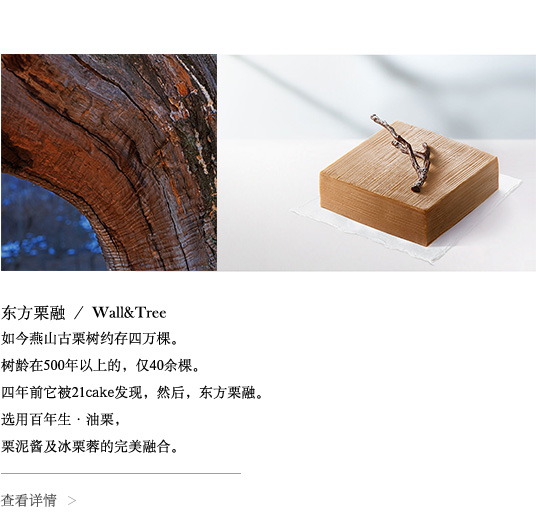 东方栗融 / Wall&Tree
如今燕山古栗树约存四万棵。
树龄在500年以上的，仅40余棵。
四年前它被21cake发现，然后，东方栗融。
选用百年生 · 油栗，
栗泥酱及冰栗蓉的完美融合。
查看详情 >